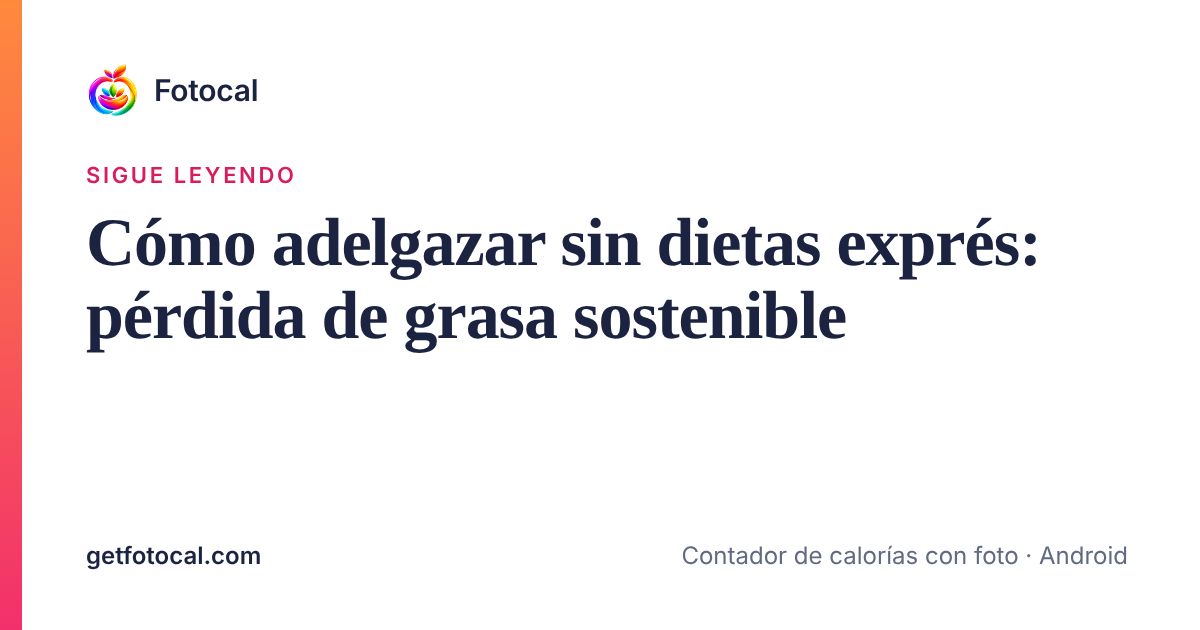 Fotocal
SIGUE LEYENDO
Cómo adelgazar sin dietas exprés:
pérdida de grasa sostenible
getfotocal.com
Contador de calorías con foto · Android